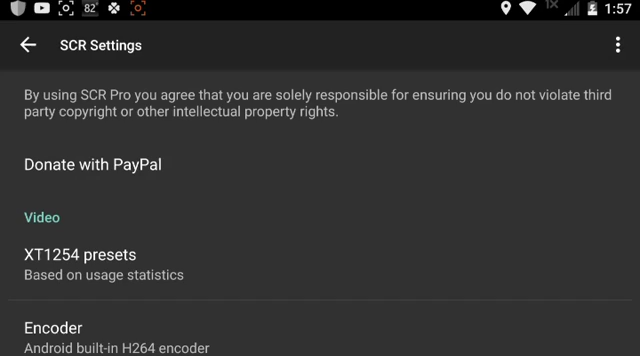 82°
1X
1:57
SCR Settings
By using SCR Pro you agree that you are solely responsible for ensuring you do not violate third
party copyright or other intellectual property rights.
Donate with PayPal
Video
XT1254 presets
Based on usage statistics
Encoder
Android built-in H264 encoder